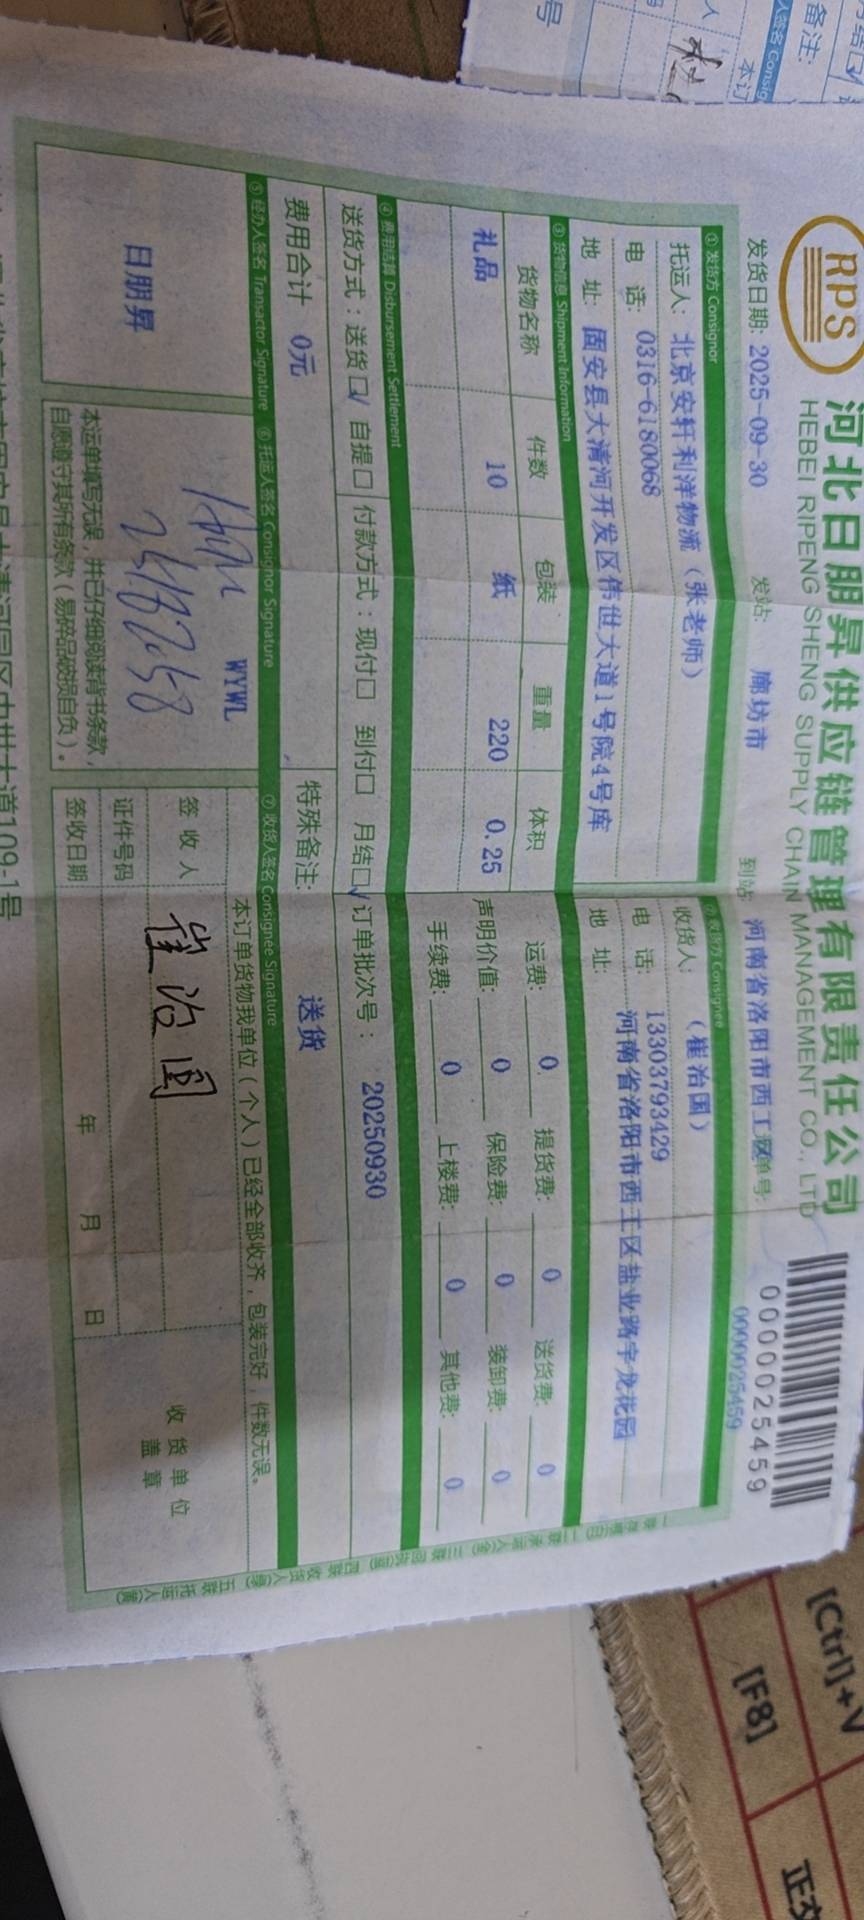 RPS
河北日朋昇供应链管理有限责任公司
HEBEI RIPENG SHENG SUPPLY CHAIN MANAGEMENT CO., LTD
0000025459
发货日期: 2025-09-30 发站: 廊坊市 到站: 河南省洛阳市西工区 单号:
0000025459
① 发货方 Consignor
托运人: 北京安轩利洋物流（张老师）
电 话: 0316-6180068
地 址: 固安县大清河开发区伟世大道1号院4号库
② 发货方 Consignee
收货人: （崔治国）
电 话: 13303793429
地 址: 河南省洛阳市西工区盐业路宇龙花园
③ 货物信息 Shipment Information
货物名称 件数 包装 重量 体积
礼品 10 纸 220 0.25
运费: 0 提货费: 0 送货费: 0
声明价值: 0 保险费: 0 装卸费: 0
手续费: 0 上楼费: 0 其他费: 0
④ 费用结算 Disbursement Settlement
送货方式：送货☑ 自提□ 付款方式：现付□ 到付□ 月结☑ 订单批次号： 20250930
费用合计 0元 特殊备注: 送货
⑤ 经办人签名 Transactor Signature
日朋昇
⑥ 托运人签名 Consignor Signature
WYWL
本运单填写无误，并已仔细阅读背书条款，
自愿遵守其所有条款（易碎品破损自负）。
⑦ 收货人签名 Consignee Signature
本订单货物我单位（个人）已经全部收齐，包装完好，件数无误。
签 收 人 崔治国
证件号码
签收日期 年 月 日
收 货 单 位
盖 章
大道109-1号
备注:
本订
号
[Ctrl]+V
[F8]